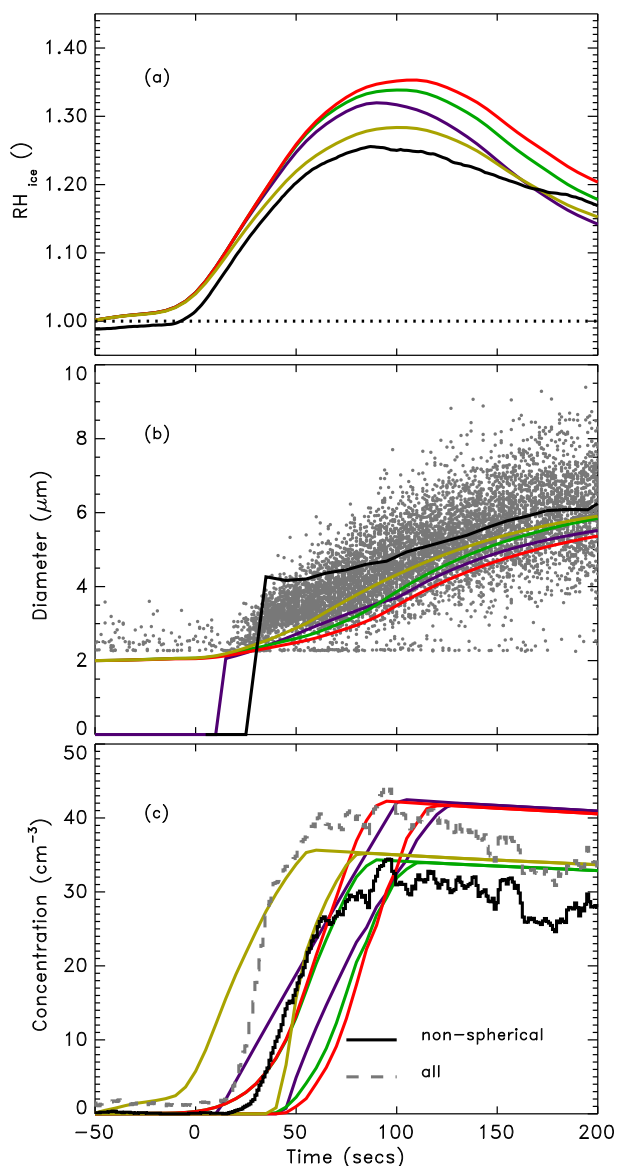 (a)
1.40
1.30
1.20
1.10
1.00
RH ice ()
(b)
10
8
6
4
2
0
Diameter (μm)
(c)
50
40
30
20
10
0
Concentration (cm⁻³)
non-spherical
all
−50
0
50
100
150
200
Time (secs)